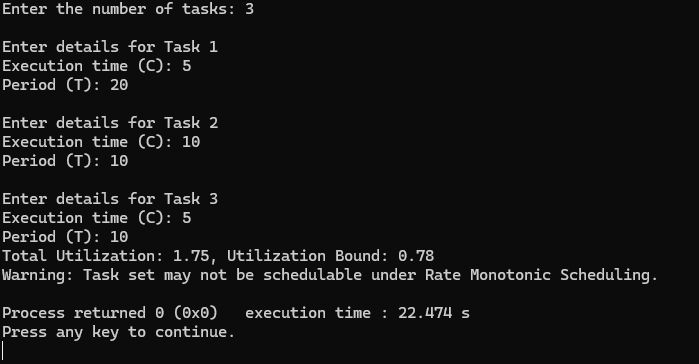 Enter the number of tasks: 3
Enter details for Task 1
Execution time (C): 5
Period (T): 20
Enter details for Task 2
Execution time (C): 10
Period (T): 10
Enter details for Task 3
Execution time (C): 5
Period (T): 10
Total Utilization: 1.75, Utilization Bound: 0.78
Warning: Task set may not be schedulable under Rate Monotonic Scheduling.
Process returned 0 (0x0)   execution time : 22.474 s
Press any key to continue.